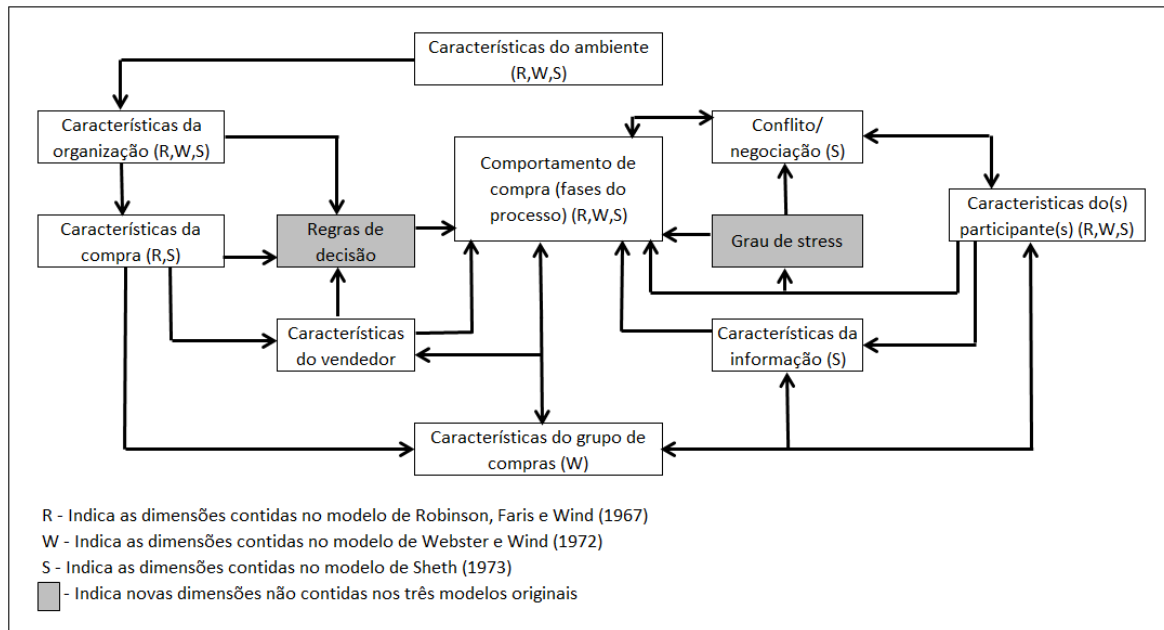 Características do ambiente
(R,W,S)
Características da
organização (R,W,S)
Conflito/
negociação (S)
Comportamento de
compra (fases do
processo) (R,W,S)
Características da
compra (R,S)
Regras de
decisão
Grau de stress
Caracteristicas do(s)
participante(s) (R,W,S)
Características
do vendedor
Características da
informação (S)
Características do grupo de
compras (W)
R - Indica as dimensões contidas no modelo de Robinson, Faris e Wind (1967)
W - Indica as dimensões contidas no modelo de Webster e Wind (1972)
S - Indica as dimensões contidas no modelo de Sheth (1973)
- Indica novas dimensões não contidas nos três modelos originais